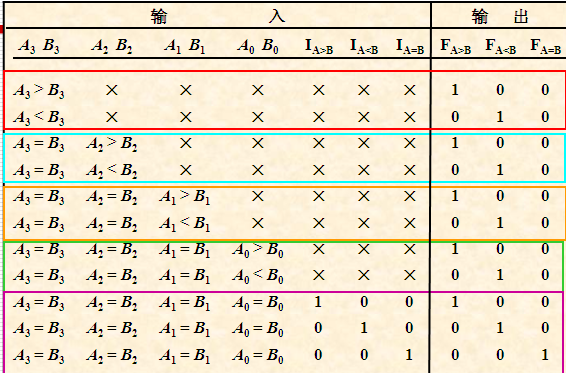 输 入 输 出
A₃ B₃ A₂ B₂ A₁ B₁ A₀ B₀ I_A>B I_A<B I_A=B F_A>B F_A<B F_A=B
A₃ > B₃ × × × × × × 1 0 0
A₃ < B₃ × × × × × × 0 1 0
A₃ = B₃ A₂ > B₂ × × × × × 1 0 0
A₃ = B₃ A₂ < B₂ × × × × × 0 1 0
A₃ = B₃ A₂ = B₂ A₁ > B₁ × × × × 1 0 0
A₃ = B₃ A₂ = B₂ A₁ < B₁ × × × × 0 1 0
A₃ = B₃ A₂ = B₂ A₁ = B₁ A₀ > B₀ × × × 1 0 0
A₃ = B₃ A₂ = B₂ A₁ = B₁ A₀ < B₀ × × × 0 1 0
A₃ = B₃ A₂ = B₂ A₁ = B₁ A₀ = B₀ 1 0 0 1 0 0
A₃ = B₃ A₂ = B₂ A₁ = B₁ A₀ = B₀ 0 1 0 0 1 0
A₃ = B₃ A₂ = B₂ A₁ = B₁ A₀ = B₀ 0 0 1 0 0 1